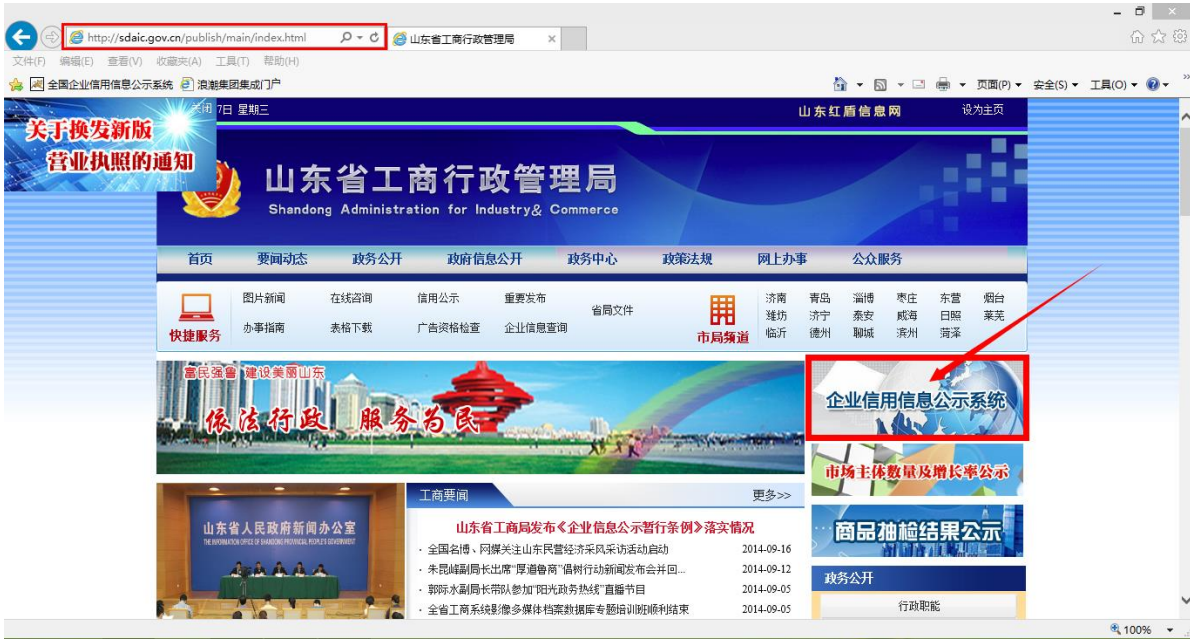 http://sdaic.gov.cn/publish/main/index.html
山东省工商行政管理局
文件(F) 编辑(E) 查看(V) 收藏夹(A) 工具(T) 帮助(H)
全国企业信用信息公示系统 浪潮集团集成门户
页面(P) 安全(S) 工具(O)
关于换发新版
营业执照的通知
关闭 7日 星期三
山东红盾信息网 设为主页
山东省工商行政管理局
Shandong Administration for Industry& Commerce
首页 要闻动态 政务公开 政府信息公开 政务中心 政策法规 网上办事 公众服务
快捷服务
图片新闻 在线咨询 信用公示 重要发布
省局文件
办事指南 表格下载 广告资格检查 企业信息查询
市局频道
济南 青岛 淄博 枣庄 东营 烟台
潍坊 济宁 泰安 威海 日照 莱芜
临沂 德州 聊城 滨州 菏泽
富民强鲁 建设美丽山东
依法行政 服务为民
企业信用信息公示系统
市场主体数量及增长率公示
商品抽检结果公示
政务公开
行政职能
山东省人民政府新闻办公室
THE INFORMATION OFFICE OF SHANDONG PROVINCIAL PEOPLE'S GOVERNMENT
工商要闻 更多>>
山东省工商局发布《企业信息公示暂行条例》落实情况
· 全国名博、网媒关注山东民营经济采风采访活动启动 2014-09-16
· 朱昆峰副局长出席“厚道鲁商”倡树行动新闻发布会并回... 2014-09-12
· 郭际水副局长带队参加“阳光政务热线”直播节目 2014-09-05
· 全省工商系统影像多媒体档案数据库专题培训班顺利结束 2014-09-05
100%